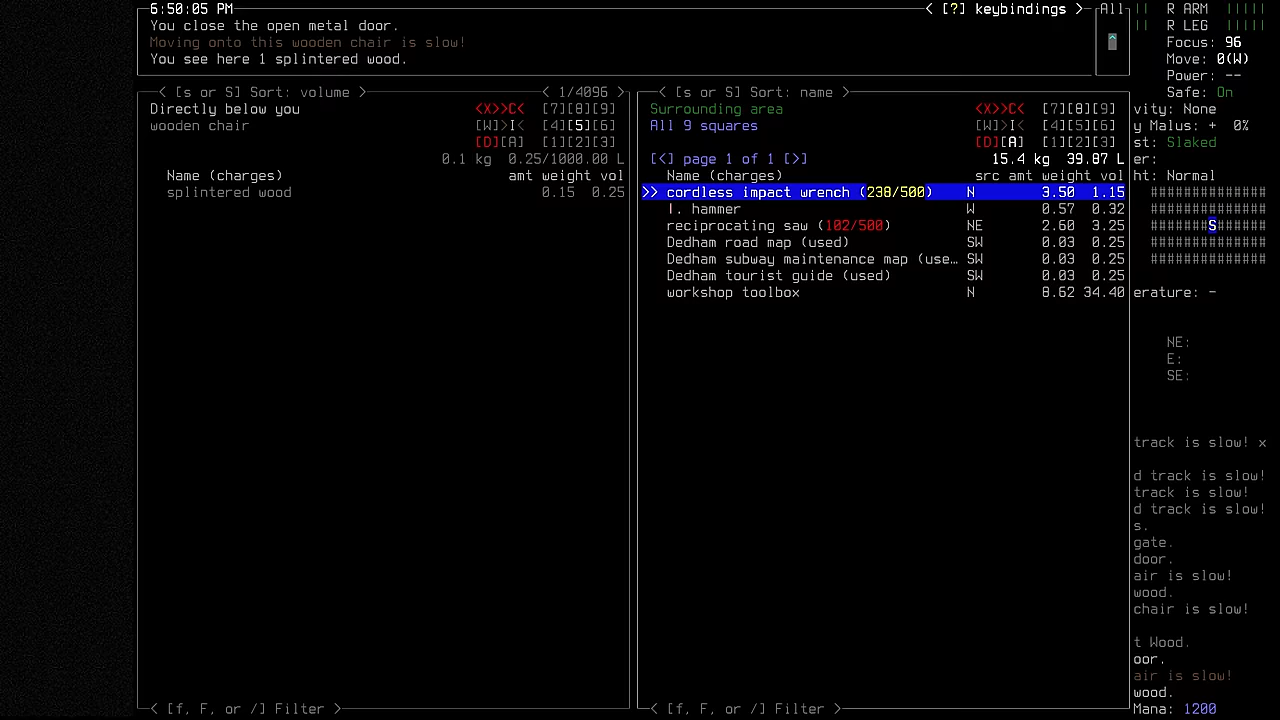 6:50:05 PM < [?] keybindings > All
You close the open metal door.
Moving onto this wooden chair is slow!
You see here 1 splintered wood.
R ARM |||||
R LEG |||||
Focus: 96
Move: 0(W)
Power: --
Safe: On
vity: None
y Malus: + 0%
st: Slaked
er:
ht: Normal
#############
#############
#######S######
#############
#############
erature: -
NE:
E:
SE:
track is slow! x
d track is slow!
track is slow!
d track is slow!
s.
gate.
door.
air is slow!
wood.
chair is slow!
t Wood.
oor.
air is slow!
wood.
Mana: 1200
< [s or S] Sort: volume > < 1/4096 >
Directly below you <X>>C< [7][8][9]
wooden chair [W]>I< [4][5][6]
[D][A] [1][2][3]
0.1 kg 0.25/1000.00 L
Name (charges) amt weight vol
splintered wood 0.15 0.25
< [f, F, or /] Filter >
< [s or S] Sort: name >
Surrounding area <X>>C< [7][8][9]
All 9 squares [W]>I< [4][5][6]
[D][A] [1][2][3]
[<] page 1 of 1 [>] 15.4 kg 39.87 L
Name (charges) src amt weight vol
>> cordless impact wrench (238/500) N 3.50 1.15
|. hammer W 0.57 0.32
reciprocating saw (102/500) NE 2.60 3.25
Dedham road map (used) SW 0.03 0.25
Dedham subway maintenance map (use… SW 0.03 0.25
Dedham tourist guide (used) SW 0.03 0.25
workshop toolbox N 8.62 34.40
< [f, F, or /] Filter >